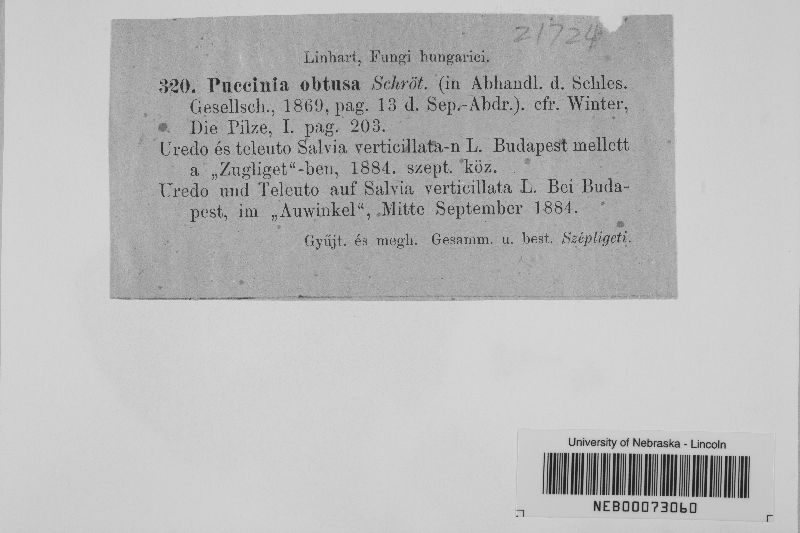 21724
Linhart, Fungi hungarici.
320. Puccinia obtusa Schröt. (in Abhandl. d. Schles.
Gesellsch., 1869, pag. 13 d. Sep.-Abdr.). cfr. Winter,
Die Pilze, I. pag. 203.
Uredo és teleuto Salvia verticillata-n L. Budapest mellett
a „Zugliget“-ben, 1884. szept. köz.
Uredo und Teleuto auf Salvia verticillata L. Bei Buda-
pest, im „Auwinkel“, Mitte September 1884.
Gyűjt. és megh. Gesamm. u. best. Szépligeti.
University of Nebraska - Lincoln
NEB00073060